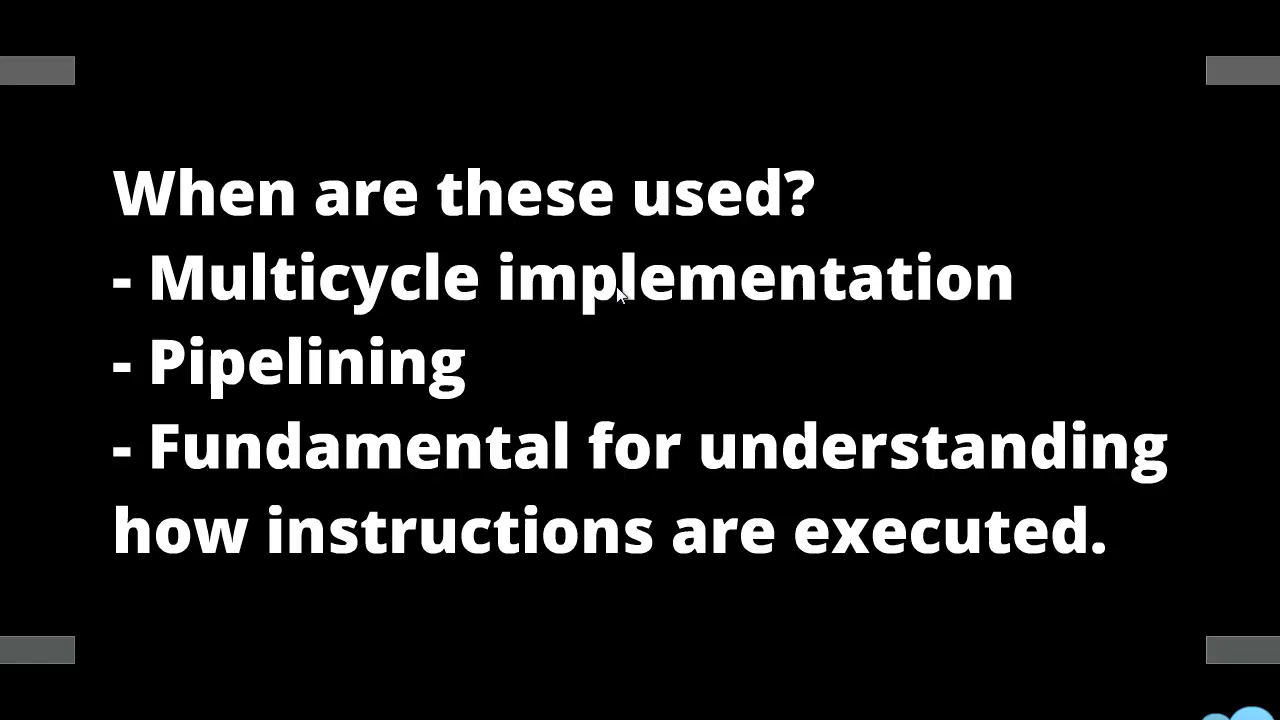 When are these used?
- Multicycle implementation
- Pipelining
- Fundamental for understanding
how instructions are executed.